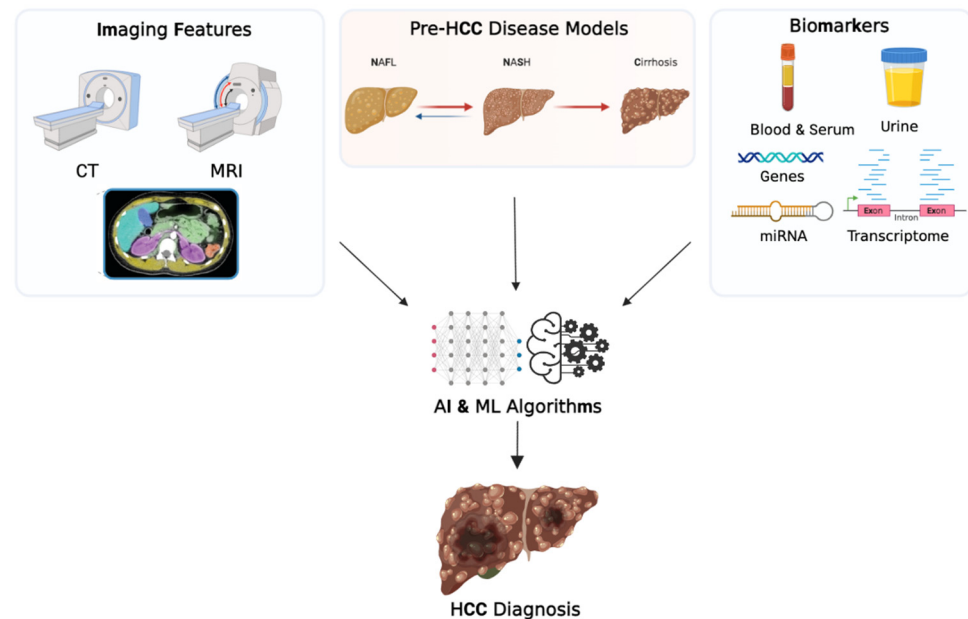 Imaging Features
CT
MRI
Pre-HCC Disease Models
NAFL
NASH
Cirrhosis
Biomarkers
Blood & Serum
Urine
Genes
miRNA
Exon
Intron
Exon
Transcriptome
AI & ML Algorithms
HCC Diagnosis